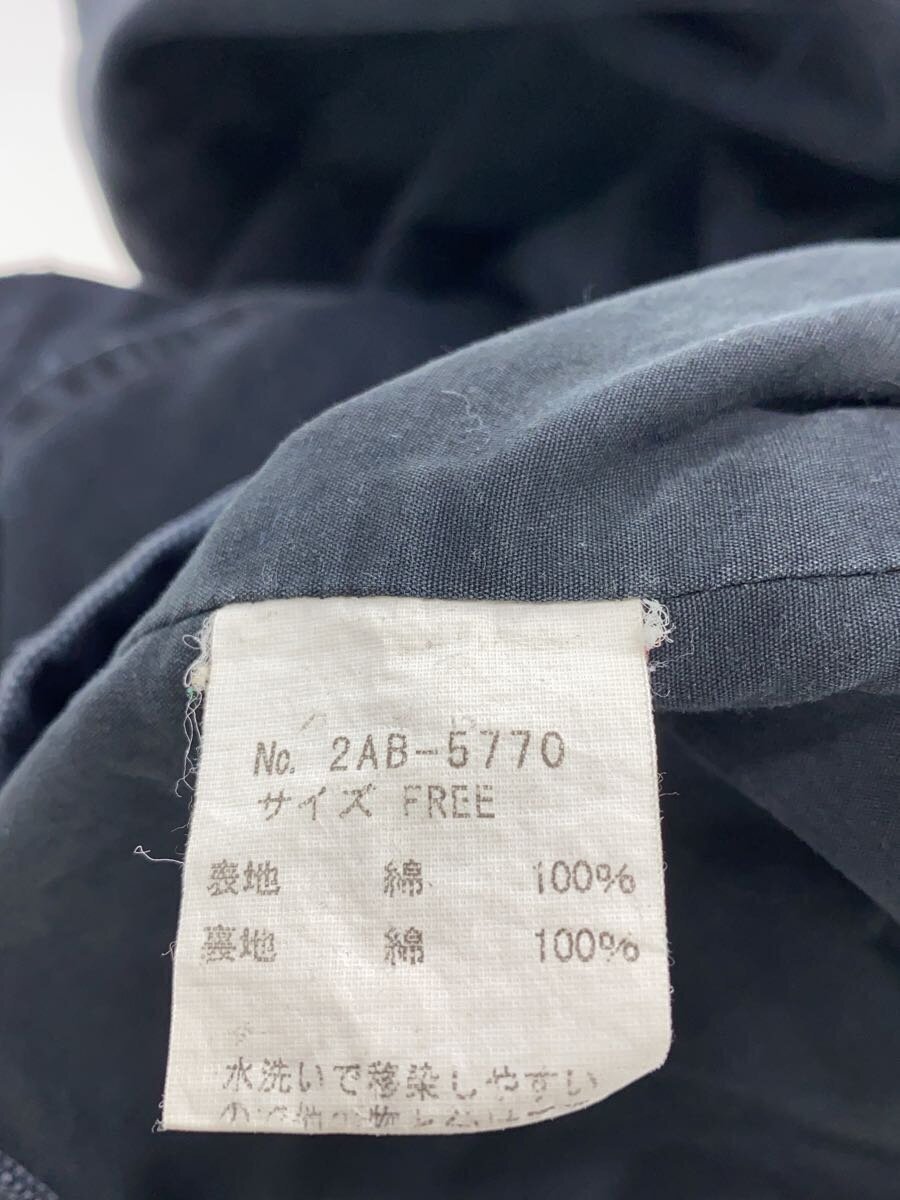 No. 2AB-5770
サイズ FREE
表地 綿 100%
裏地 綿 100%
水洗いで移染しやすい